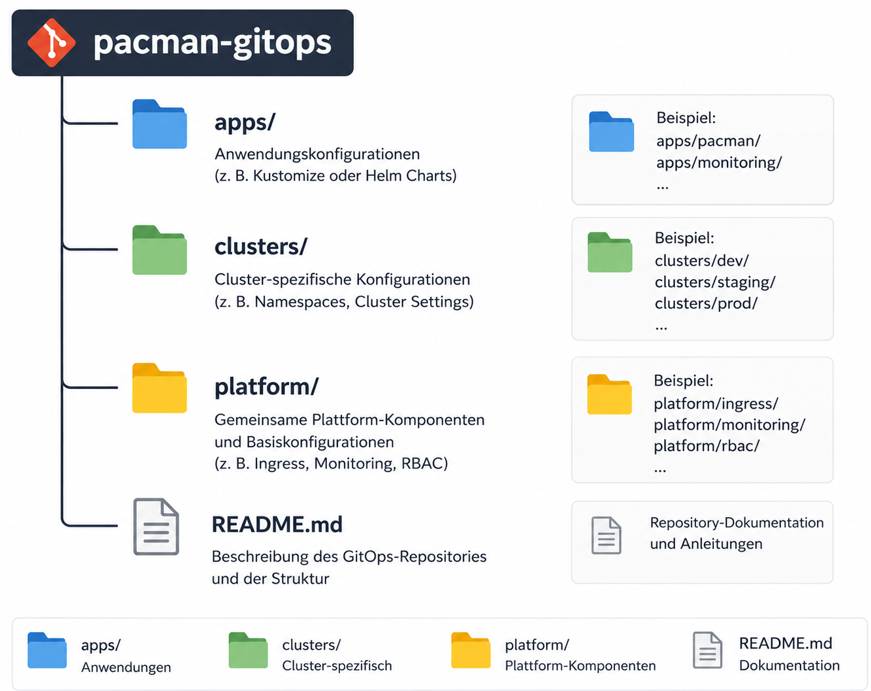 pacman-gitops
apps/
Anwendungskonfigurationen
(z. B. Kustomize oder Helm Charts)
Beispiel:
apps/pacman/
apps/monitoring/
...
clusters/
Cluster-spezifische Konfigurationen
(z. B. Namespaces, Cluster Settings)
Beispiel:
clusters/dev/
clusters/staging/
clusters/prod/
...
platform/
Gemeinsame Plattform-Komponenten
und Basiskonfigurationen
(z. B. Ingress, Monitoring, RBAC)
Beispiel:
platform/ingress/
platform/monitoring/
platform/rbac/
...
README.md
Beschreibung des GitOps-Repositories
und der Struktur
Repository-Dokumentation
und Anleitungen
apps/
Anwendungen
clusters/
Cluster-spezifisch
platform/
Plattform-Komponenten
README.md
Dokumentation